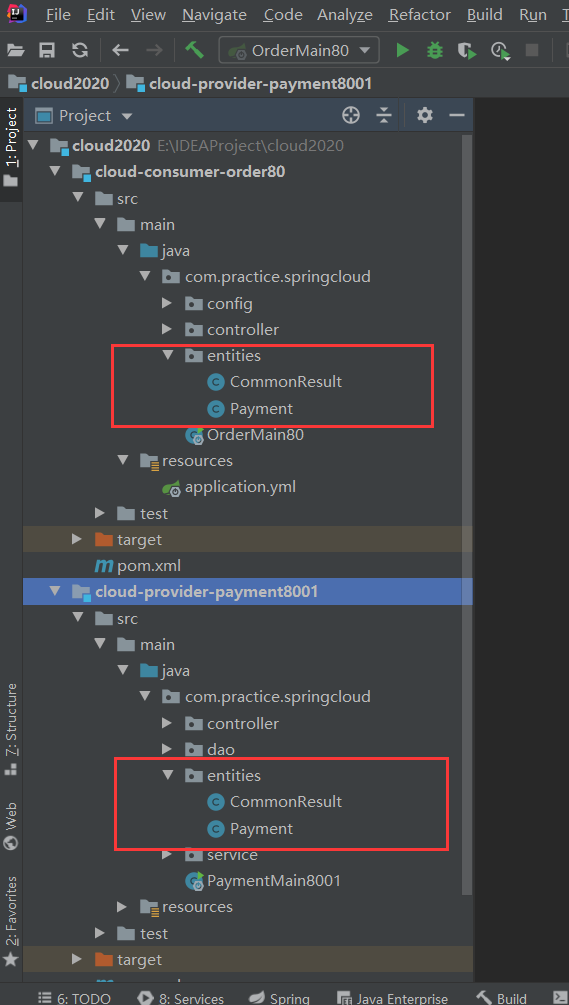 File Edit View Navigate Code Analyze Refactor Build Run
OrderMain80
cloud2020 cloud-provider-payment8001
1: Project
Project
cloud2020 E:\IDEAProject\cloud2020
cloud-consumer-order80
src
main
java
com.practice.springcloud
config
controller
entities
CommonResult
Payment
OrderMain80
resources
application.yml
test
target
pom.xml
cloud-provider-payment8001
src
main
java
com.practice.springcloud
controller
dao
entities
CommonResult
Payment
service
PaymentMain8001
resources
test
target
7: Structure
Web
2: Favorites
6: TODO 8: Services Spring Java Enterprise Build